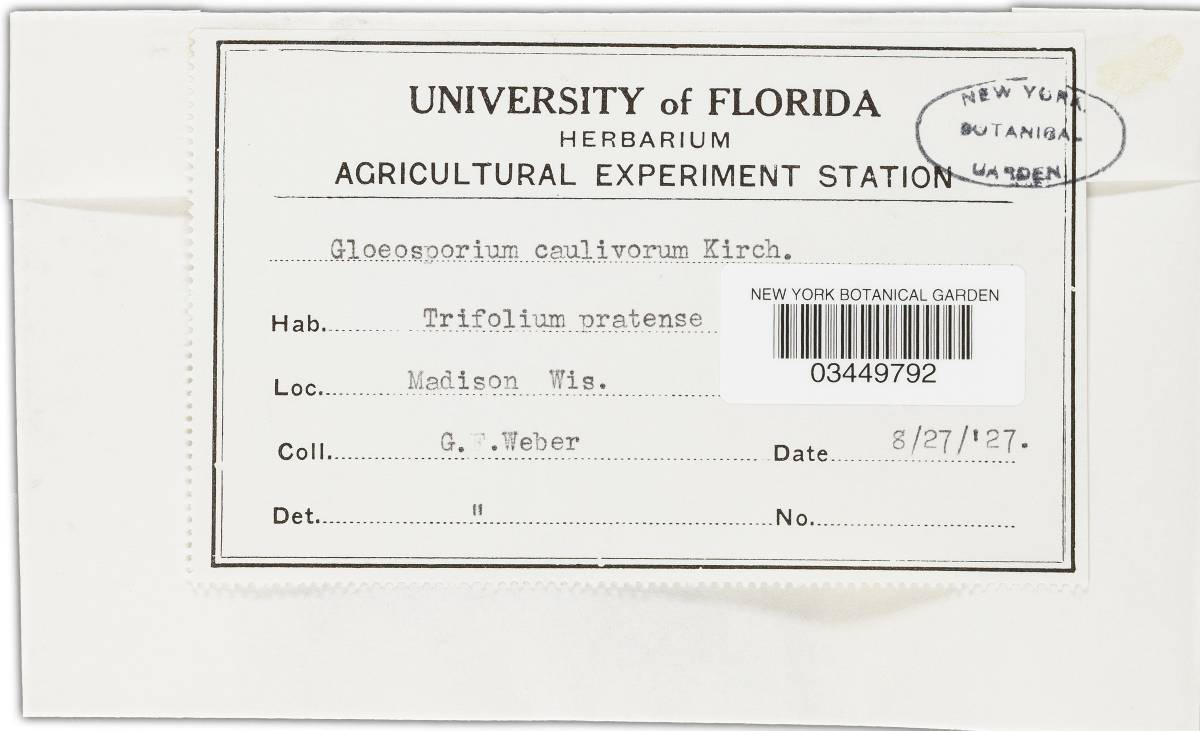 UNIVERSITY of FLORIDA
HERBARIUM
AGRICULTURAL EXPERIMENT STATION
NEW YORK
BOTANICAL
GARDEN
Gloeosporium caulivorum Kirch.
Hab. Trifolium pratense
NEW YORK BOTANICAL GARDEN
03449792
Loc. Madison Wis.
Coll. G. F. Weber Date 8/27/'27.
Det. " No.